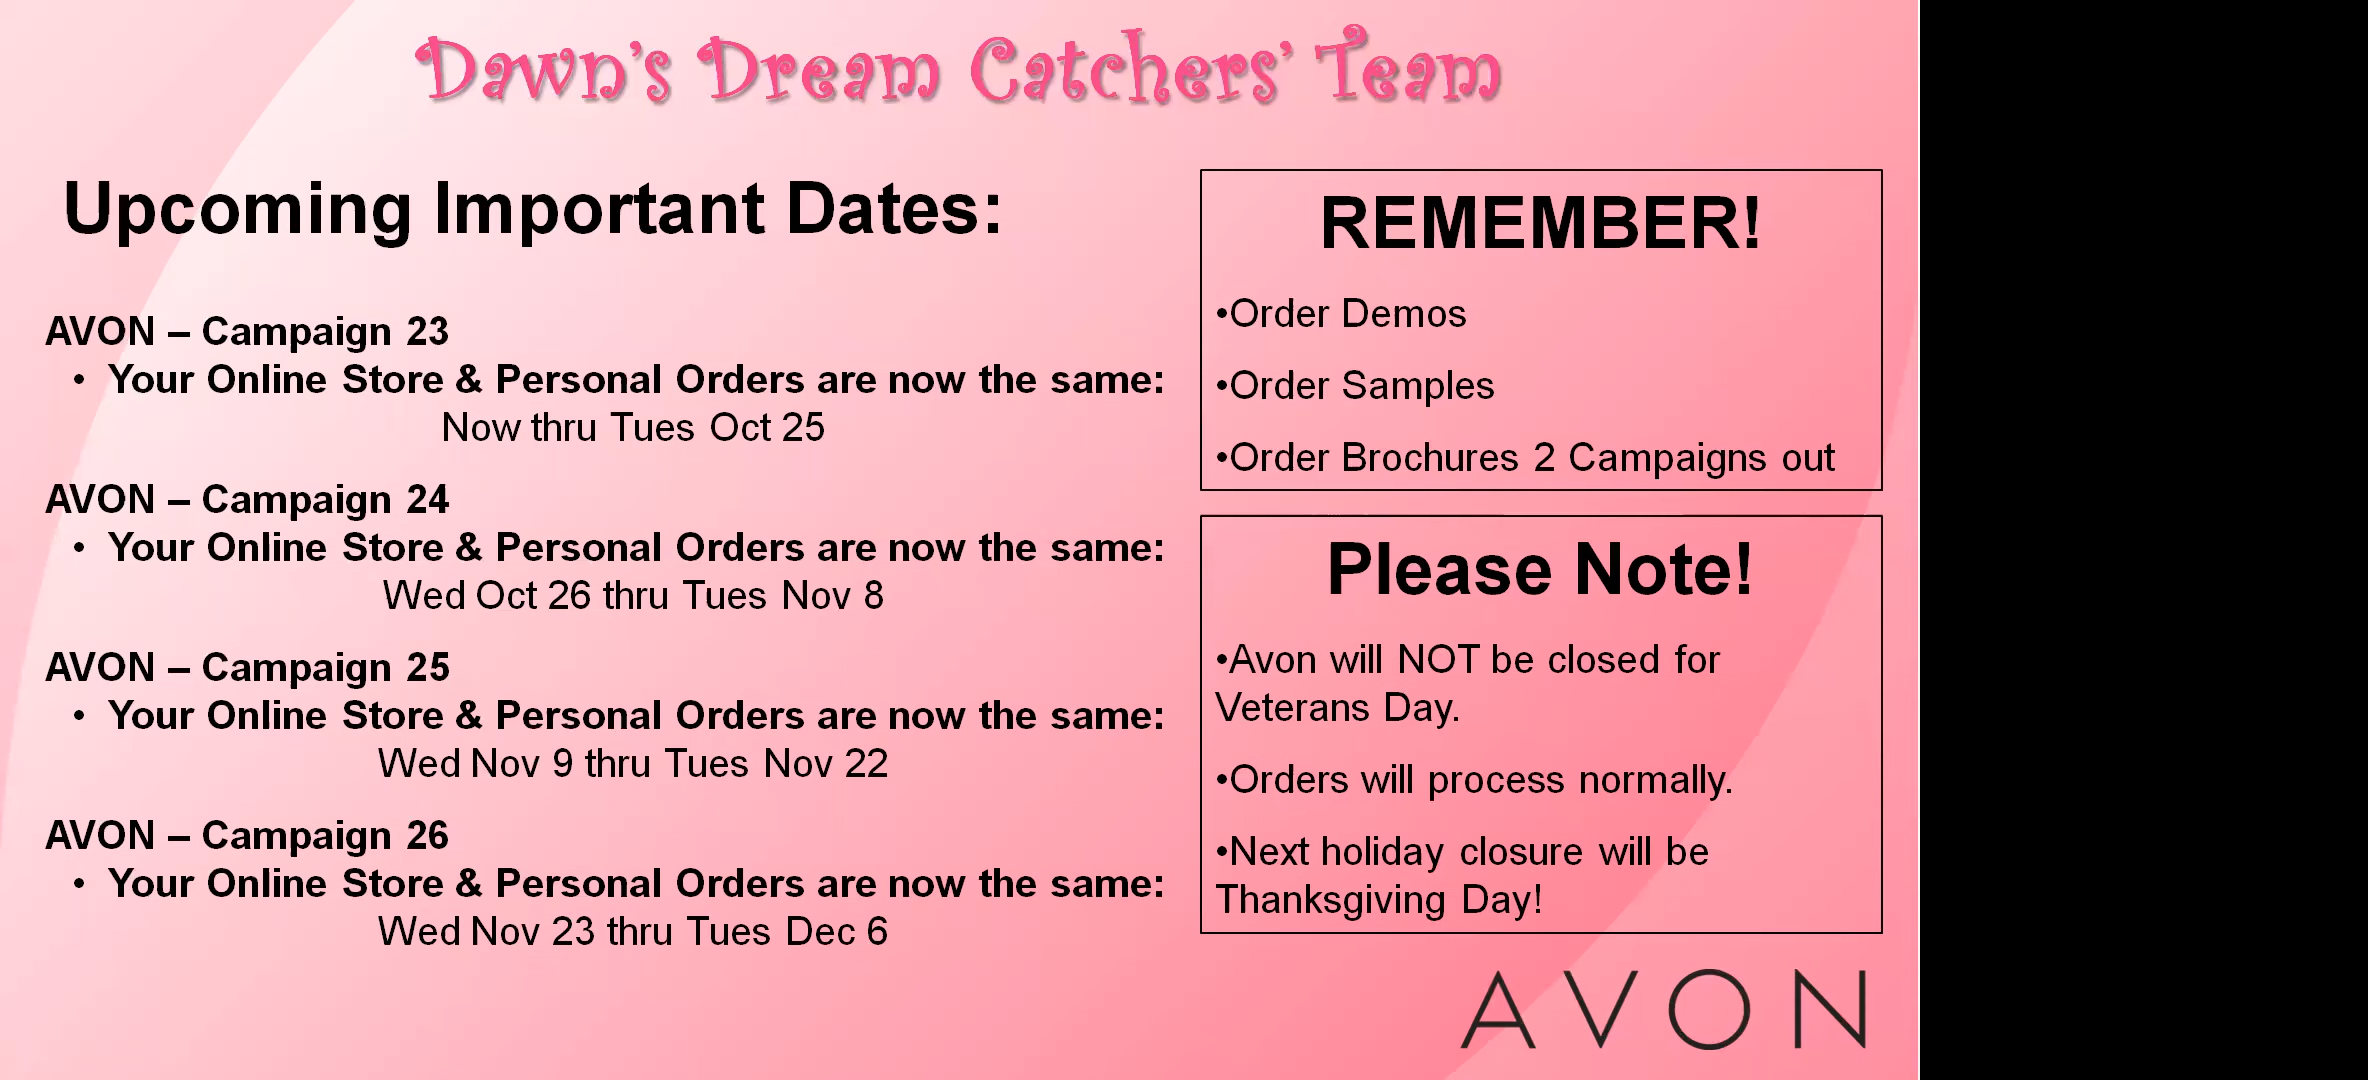 Dawn's Dream Catchers' Team
Upcoming Important Dates:
AVON – Campaign 23
• Your Online Store & Personal Orders are now the same:
Now thru Tues Oct 25
AVON – Campaign 24
• Your Online Store & Personal Orders are now the same:
Wed Oct 26 thru Tues Nov 8
AVON – Campaign 25
• Your Online Store & Personal Orders are now the same:
Wed Nov 9 thru Tues Nov 22
AVON – Campaign 26
• Your Online Store & Personal Orders are now the same:
Wed Nov 23 thru Tues Dec 6
REMEMBER!
•Order Demos
•Order Samples
•Order Brochures 2 Campaigns out
Please Note!
•Avon will NOT be closed for
Veterans Day.
•Orders will process normally.
•Next holiday closure will be
Thanksgiving Day!
AVON